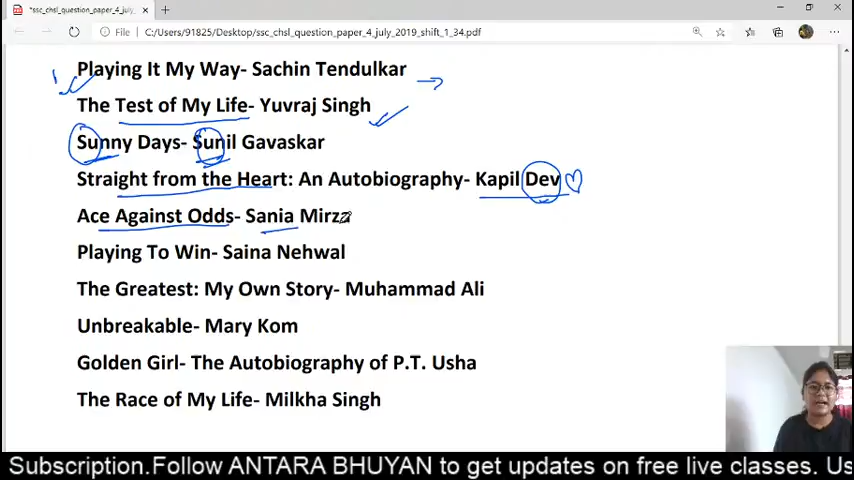 *ssc_chsl_question_paper_4_july_2019_shift_1_34.pdf
File | C:/Users/91825/Desktop/ssc_chsl_question_paper_4_july_2019_shift_1_34.pdf
Playing It My Way- Sachin Tendulkar
The Test of My Life- Yuvraj Singh
Sunny Days- Sunil Gavaskar
Straight from the Heart: An Autobiography- Kapil Dev
Ace Against Odds- Sania Mirza
Playing To Win- Saina Nehwal
The Greatest: My Own Story- Muhammad Ali
Unbreakable- Mary Kom
Golden Girl- The Autobiography of P.T. Usha
The Race of My Life- Milkha Singh
Subscription.Follow ANTARA BHUYAN to get updates on free live classes. Us